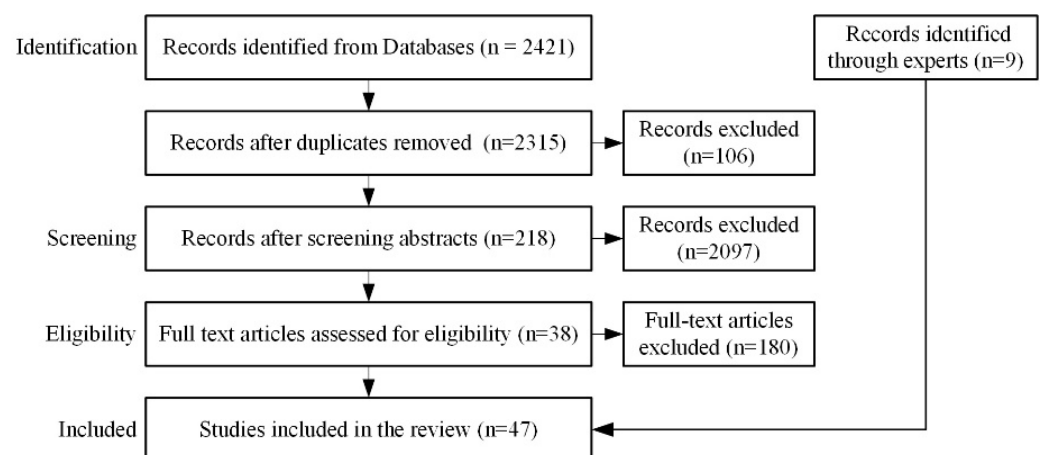 Identification
Records identified from Databases (n = 2421)
Records identified
through experts (n=9)
Records after duplicates removed (n=2315)
Records excluded
(n=106)
Screening
Records after screening abstracts (n=218)
Records excluded
(n=2097)
Eligibility
Full text articles assessed for eligibility (n=38)
Full-text articles
excluded (n=180)
Included
Studies included in the review (n=47)